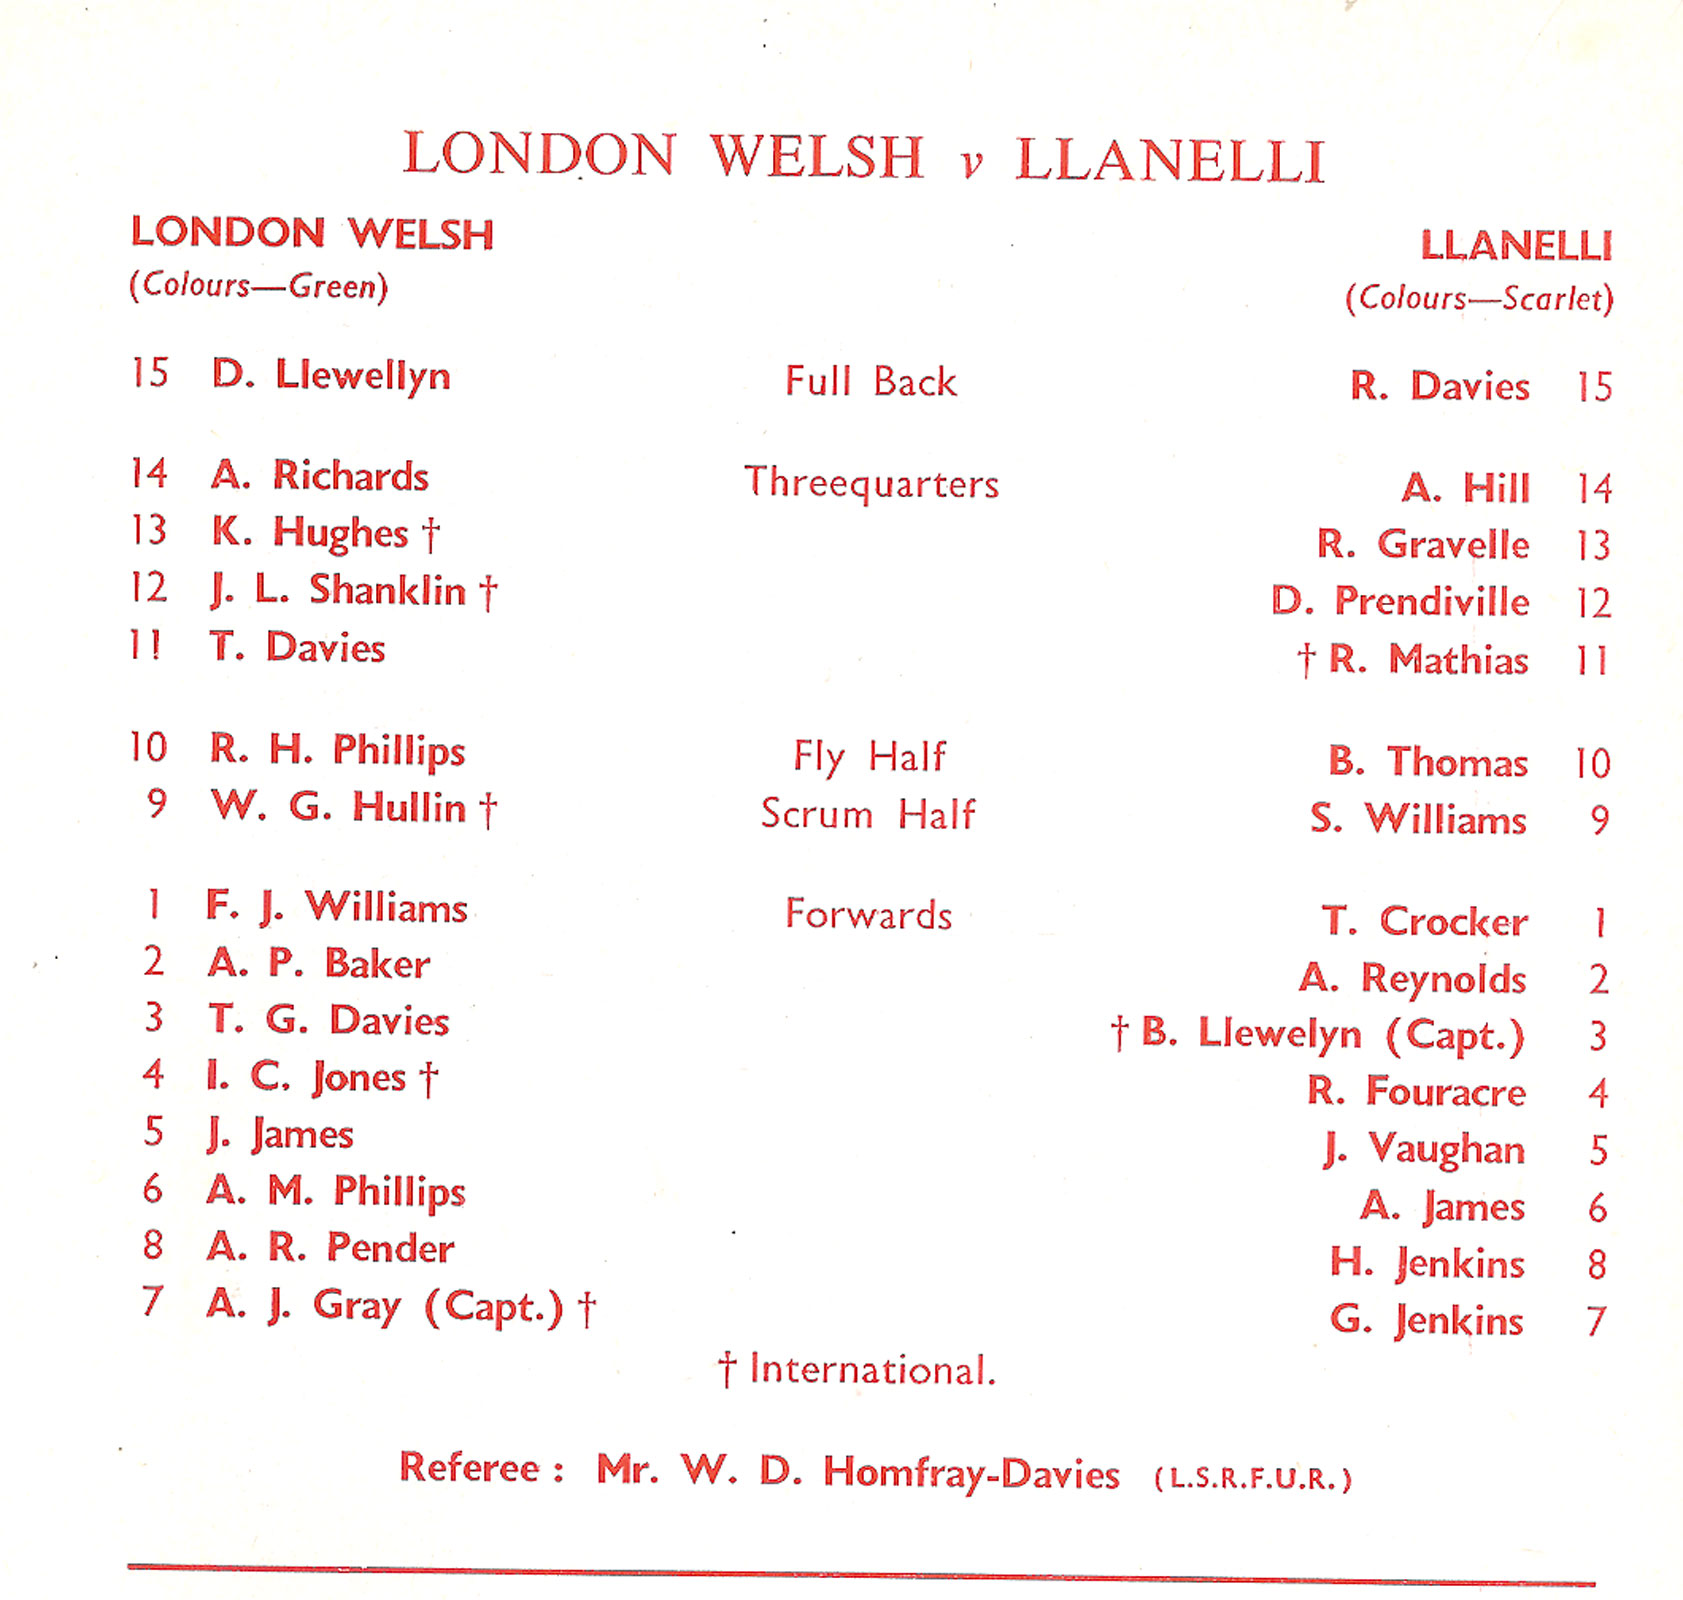 LONDON WELSH v LLANELLI
LONDON WELSH LLANELLI
(Colours—Green) (Colours—Scarlet)
15 D. Llewellyn Full Back R. Davies 15
14 A. Richards Threequarters A. Hill 14
13 K. Hughes † R. Gravelle 13
12 J. L. Shanklin † D. Prendiville 12
11 T. Davies † R. Mathias 11
10 R. H. Phillips Fly Half B. Thomas 10
9 W. G. Hullin † Scrum Half S. Williams 9
1 F. J. Williams Forwards T. Crocker 1
2 A. P. Baker A. Reynolds 2
3 T. G. Davies † B. Llewelyn (Capt.) 3
4 I. C. Jones † R. Fouracre 4
5 J. James J. Vaughan 5
6 A. M. Phillips A. James 6
8 A. R. Pender H. Jenkins 8
7 A. J. Gray (Capt.) † G. Jenkins 7
† International.
Referee : Mr. W. D. Homfray-Davies (L.S.R.F.U.R.)